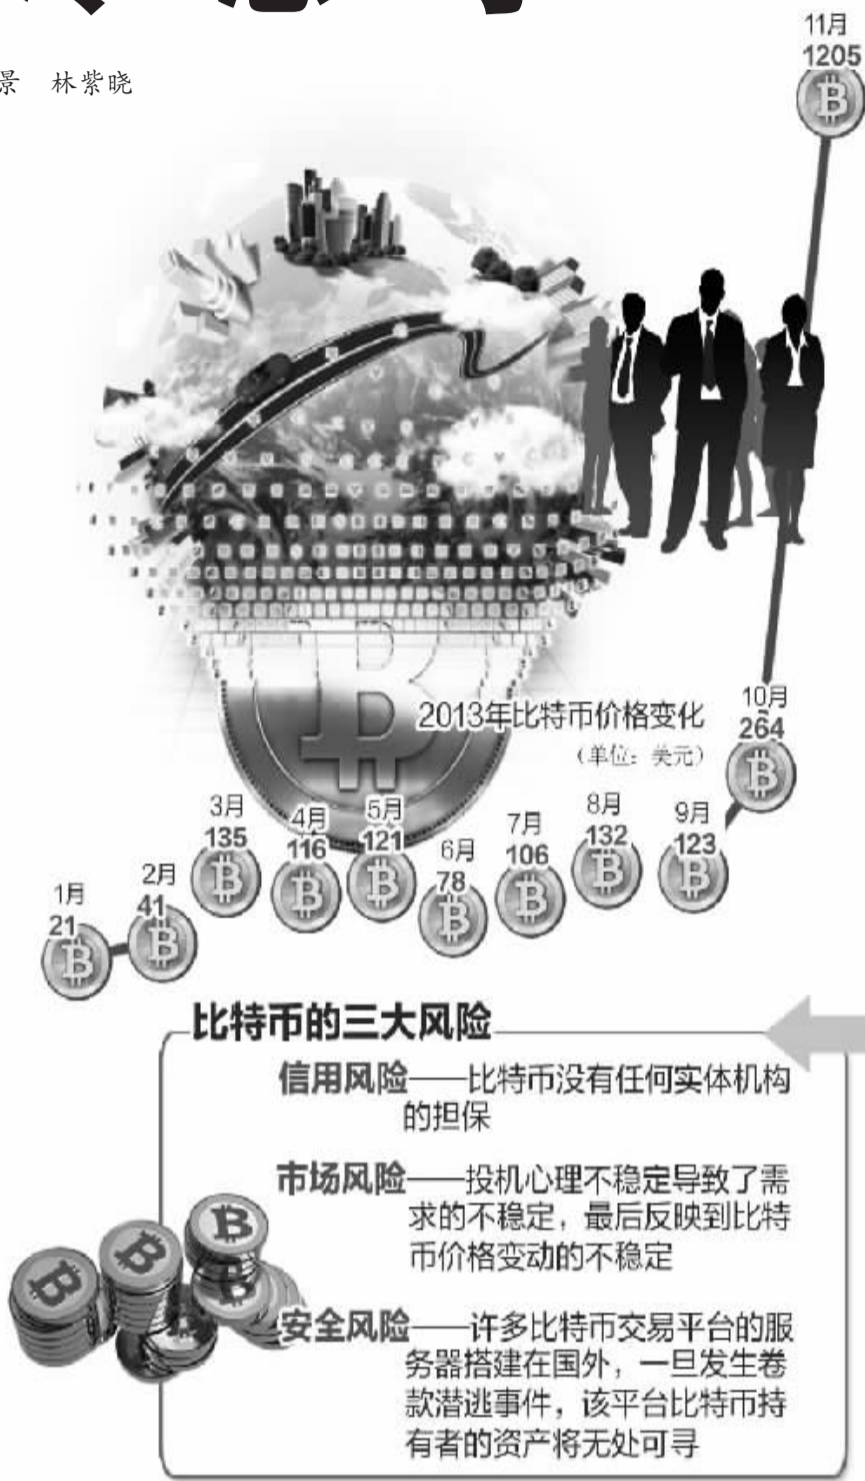 景 林紫晓
11月
1205
2013年比特币价格变化
(单位：美元)
10月
264
1月
21
2月
41
3月
135
4月
116
5月
121
6月
78
7月
106
8月
132
9月
123
比特币的三大风险
信用风险——比特币没有任何实体机构
的担保
市场风险——投机心理不稳定导致了需
求的不稳定，最后反映到比特
币价格变动的不稳定
安全风险——许多比特币交易平台的服
务器搭建在国外，一旦发生卷
款潜逃事件，该平台比特币持
有者的资产将无处可寻